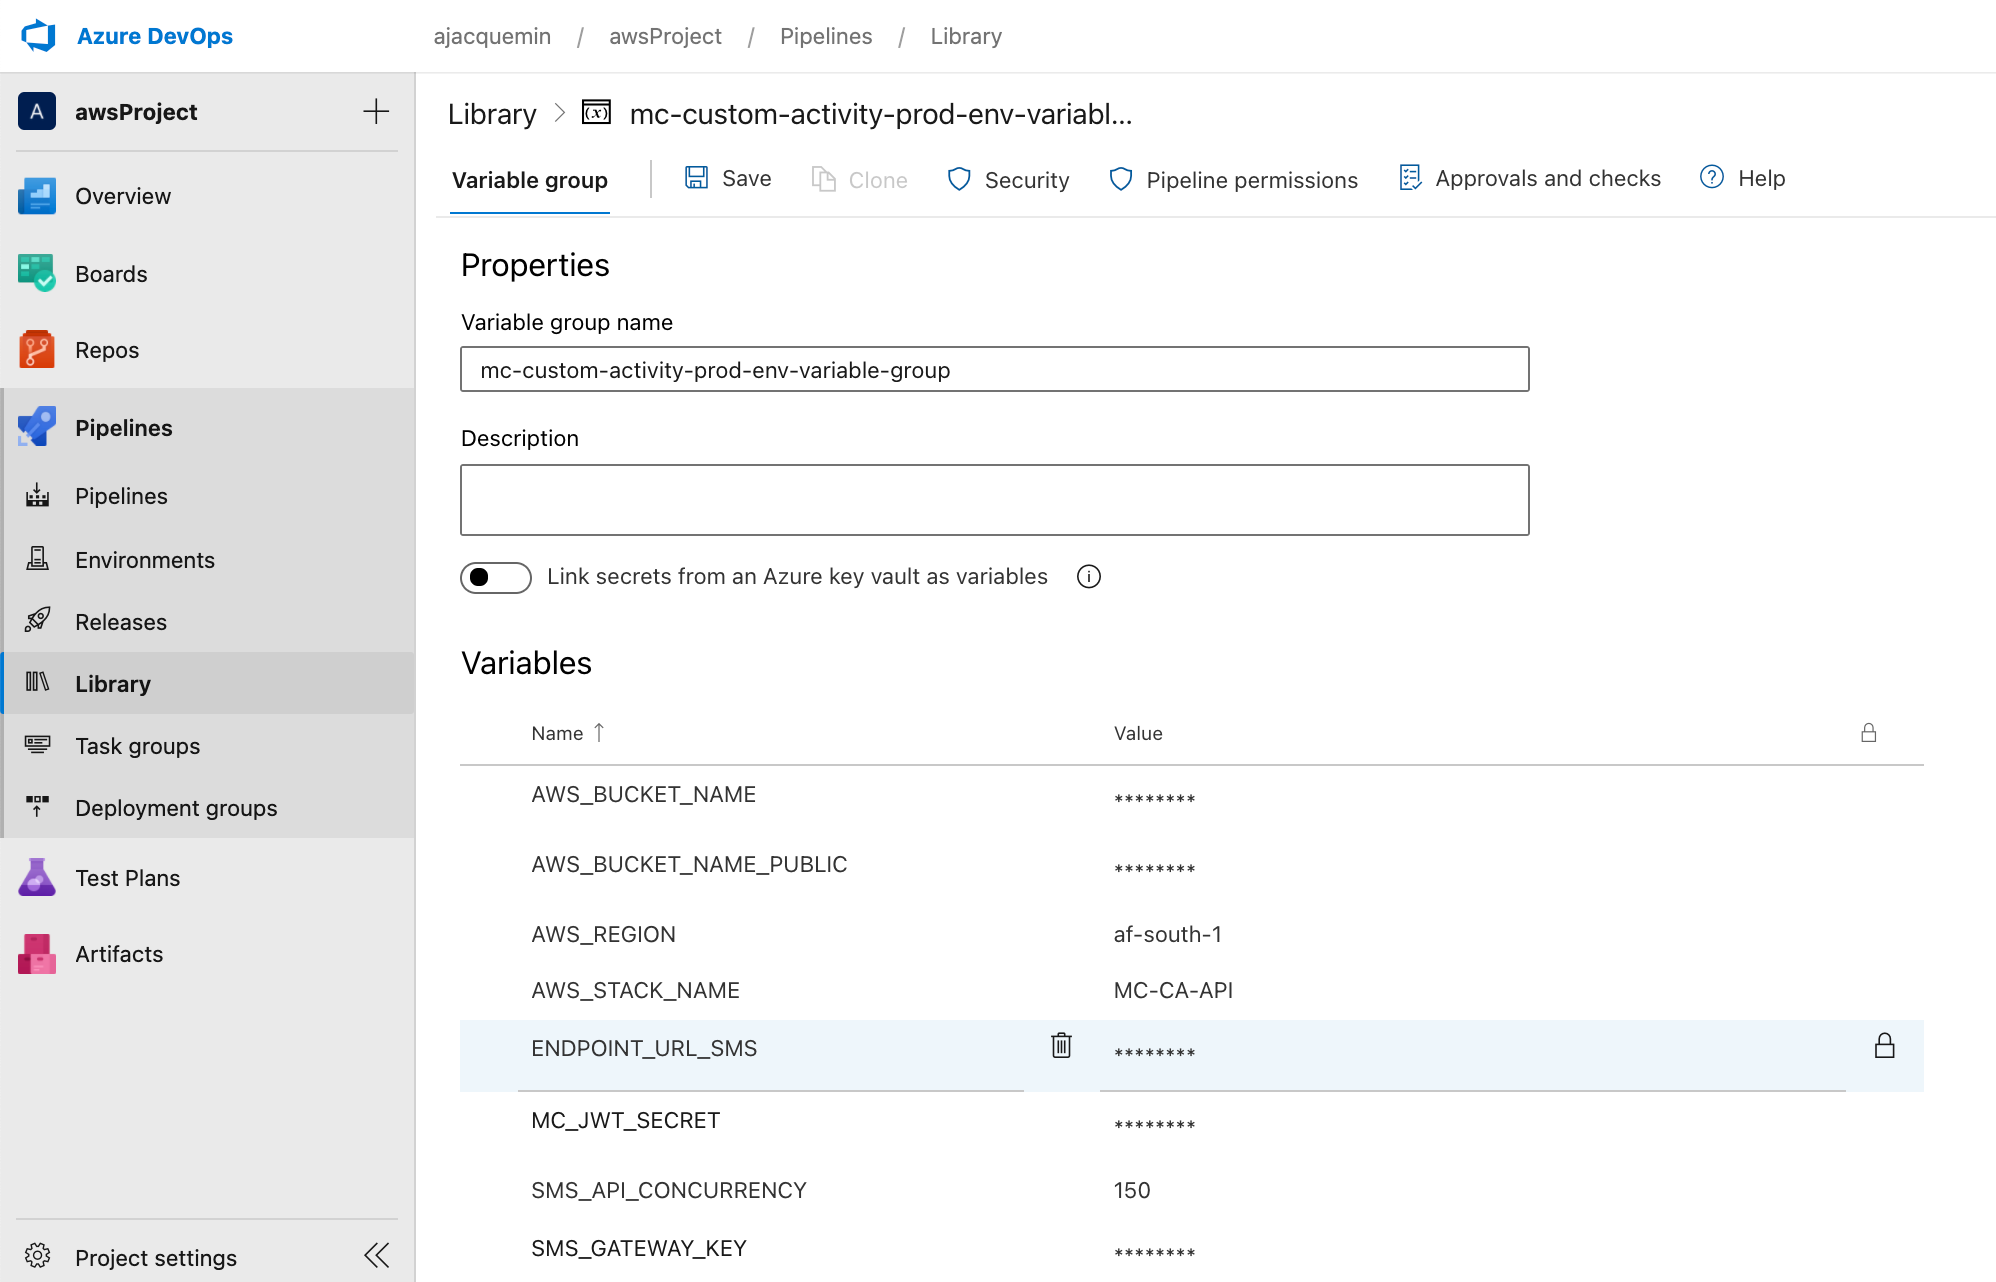 Azure DevOps
ajacquemin / awsProject / Pipelines / Library
A awsProject
Overview
Boards
Repos
Pipelines
Pipelines
Environments
Releases
Library
Task groups
Deployment groups
Test Plans
Artifacts
Project settings
Library > (x) mc-custom-activity-prod-env-variabl...
Variable group
Save
Clone
Security
Pipeline permissions
Approvals and checks
? Help
Properties
Variable group name
mc-custom-activity-prod-env-variable-group
Description
Link secrets from an Azure key vault as variables
Variables
Name ↑ Value
AWS_BUCKET_NAME ********
AWS_BUCKET_NAME_PUBLIC ********
AWS_REGION af-south-1
AWS_STACK_NAME MC-CA-API
ENDPOINT_URL_SMS ********
MC_JWT_SECRET ********
SMS_API_CONCURRENCY 150
SMS_GATEWAY_KEY ********